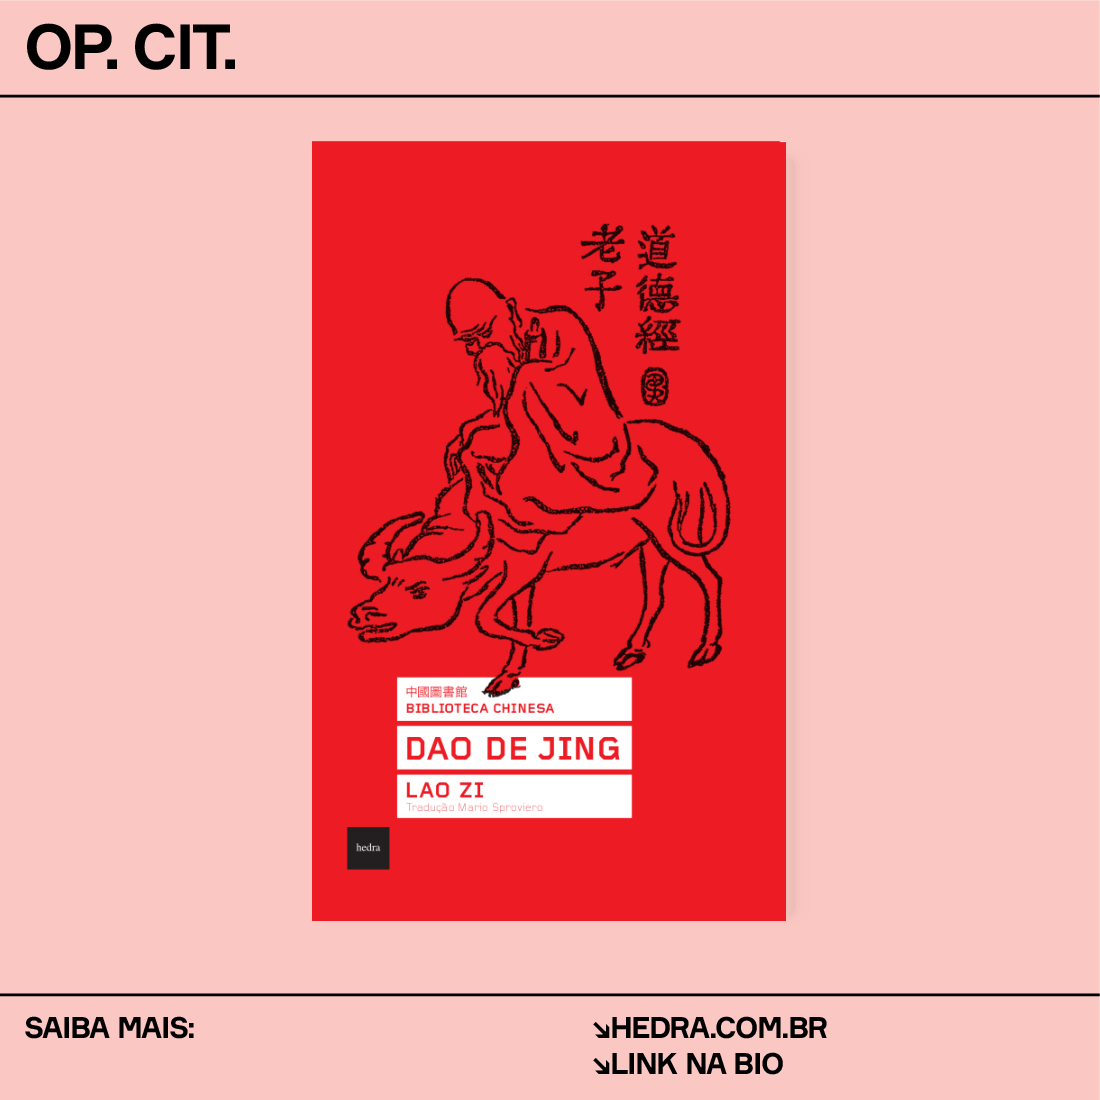 OP. CIT.
道德經
老子
中國圖書館
BIBLIOTECA CHINESA
DAO DE JING
LAO ZI
Tradução Mario Sproviero
hedra
SAIBA MAIS:
↘HEDRA.COM.BR
↘LINK NA BIO